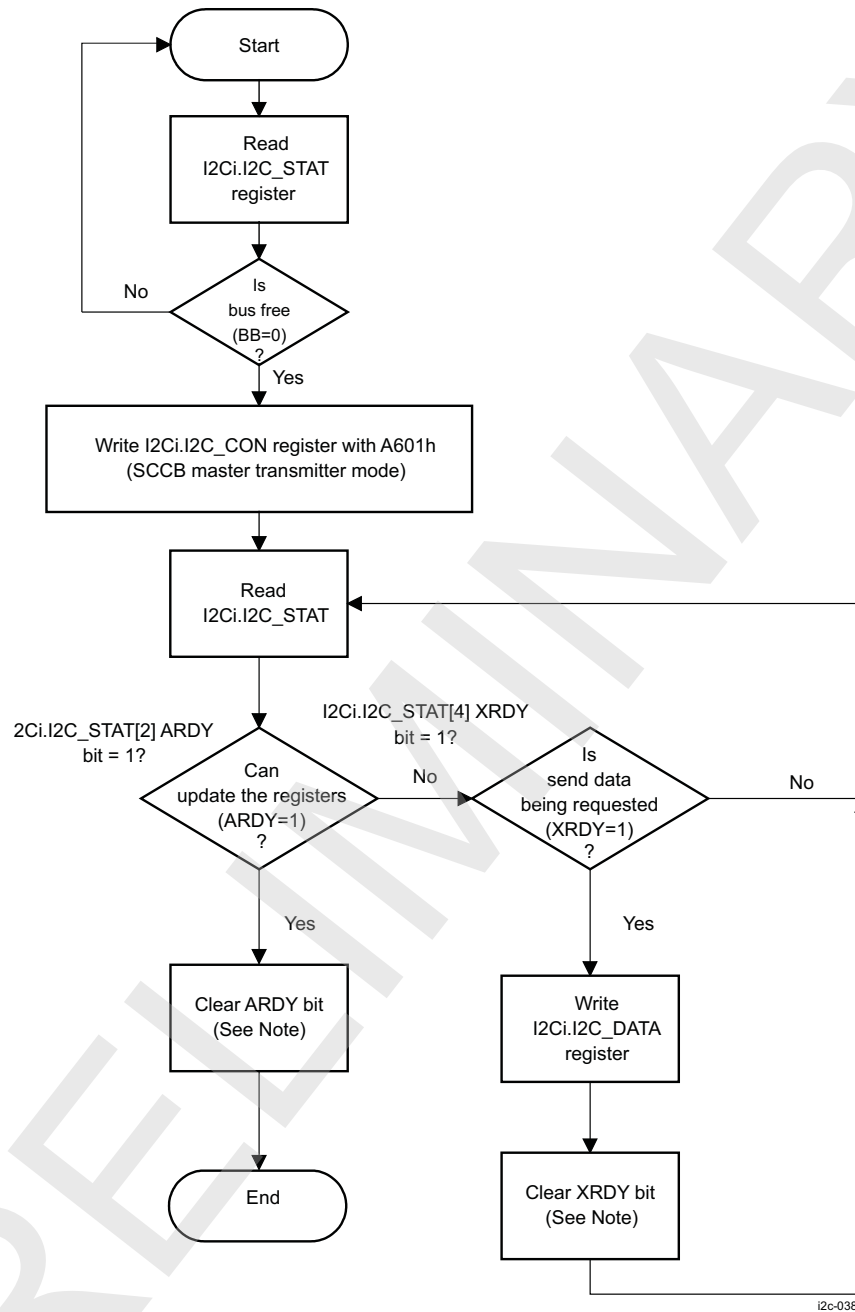 Start
Read
I2Ci.I2C_STAT
register
No
Is
bus free
(BB=0)
?
Yes
Write I2Ci.I2C_CON register with A601h
(SCCB master transmitter mode)
Read
I2Ci.I2C_STAT
2Ci.I2C_STAT[2] ARDY
bit = 1?
I2Ci.I2C_STAT[4] XRDY
bit = 1?
Can
update the registers
(ARDY=1)
?
No
Is
send data
being requested
(XRDY=1)
?
No
Yes
Yes
Clear ARDY bit
(See Note)
Write
I2Ci.I2C_DATA
register
End
Clear XRDY bit
(See Note)
i2c-038
RELIMINAR